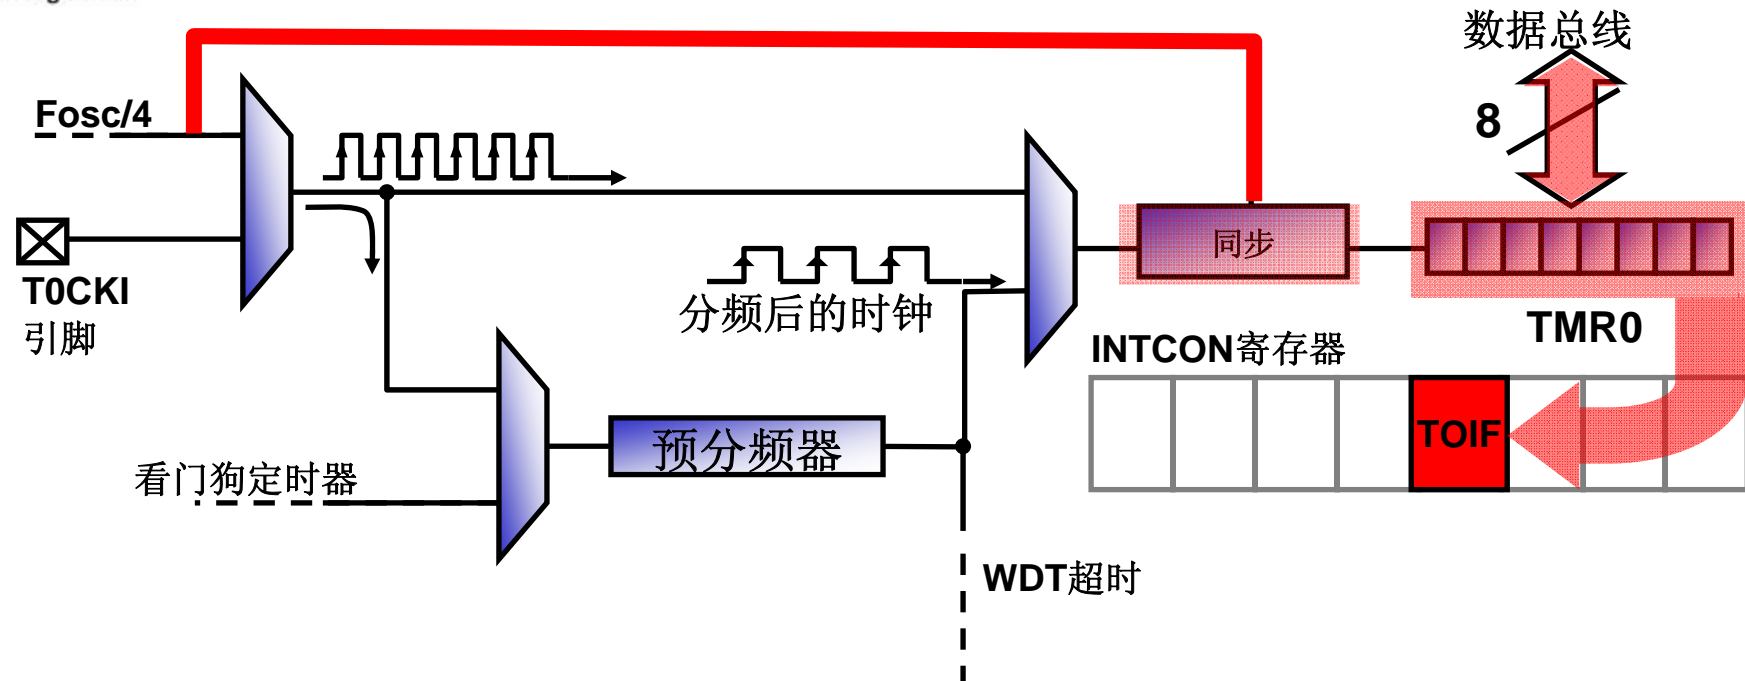 数据总线
Fosc/4
8
同步
T0CKI
引脚
分频后的时钟
TMR0
INTCON寄存器
TOIF
预分频器
看门狗定时器
WDT超时